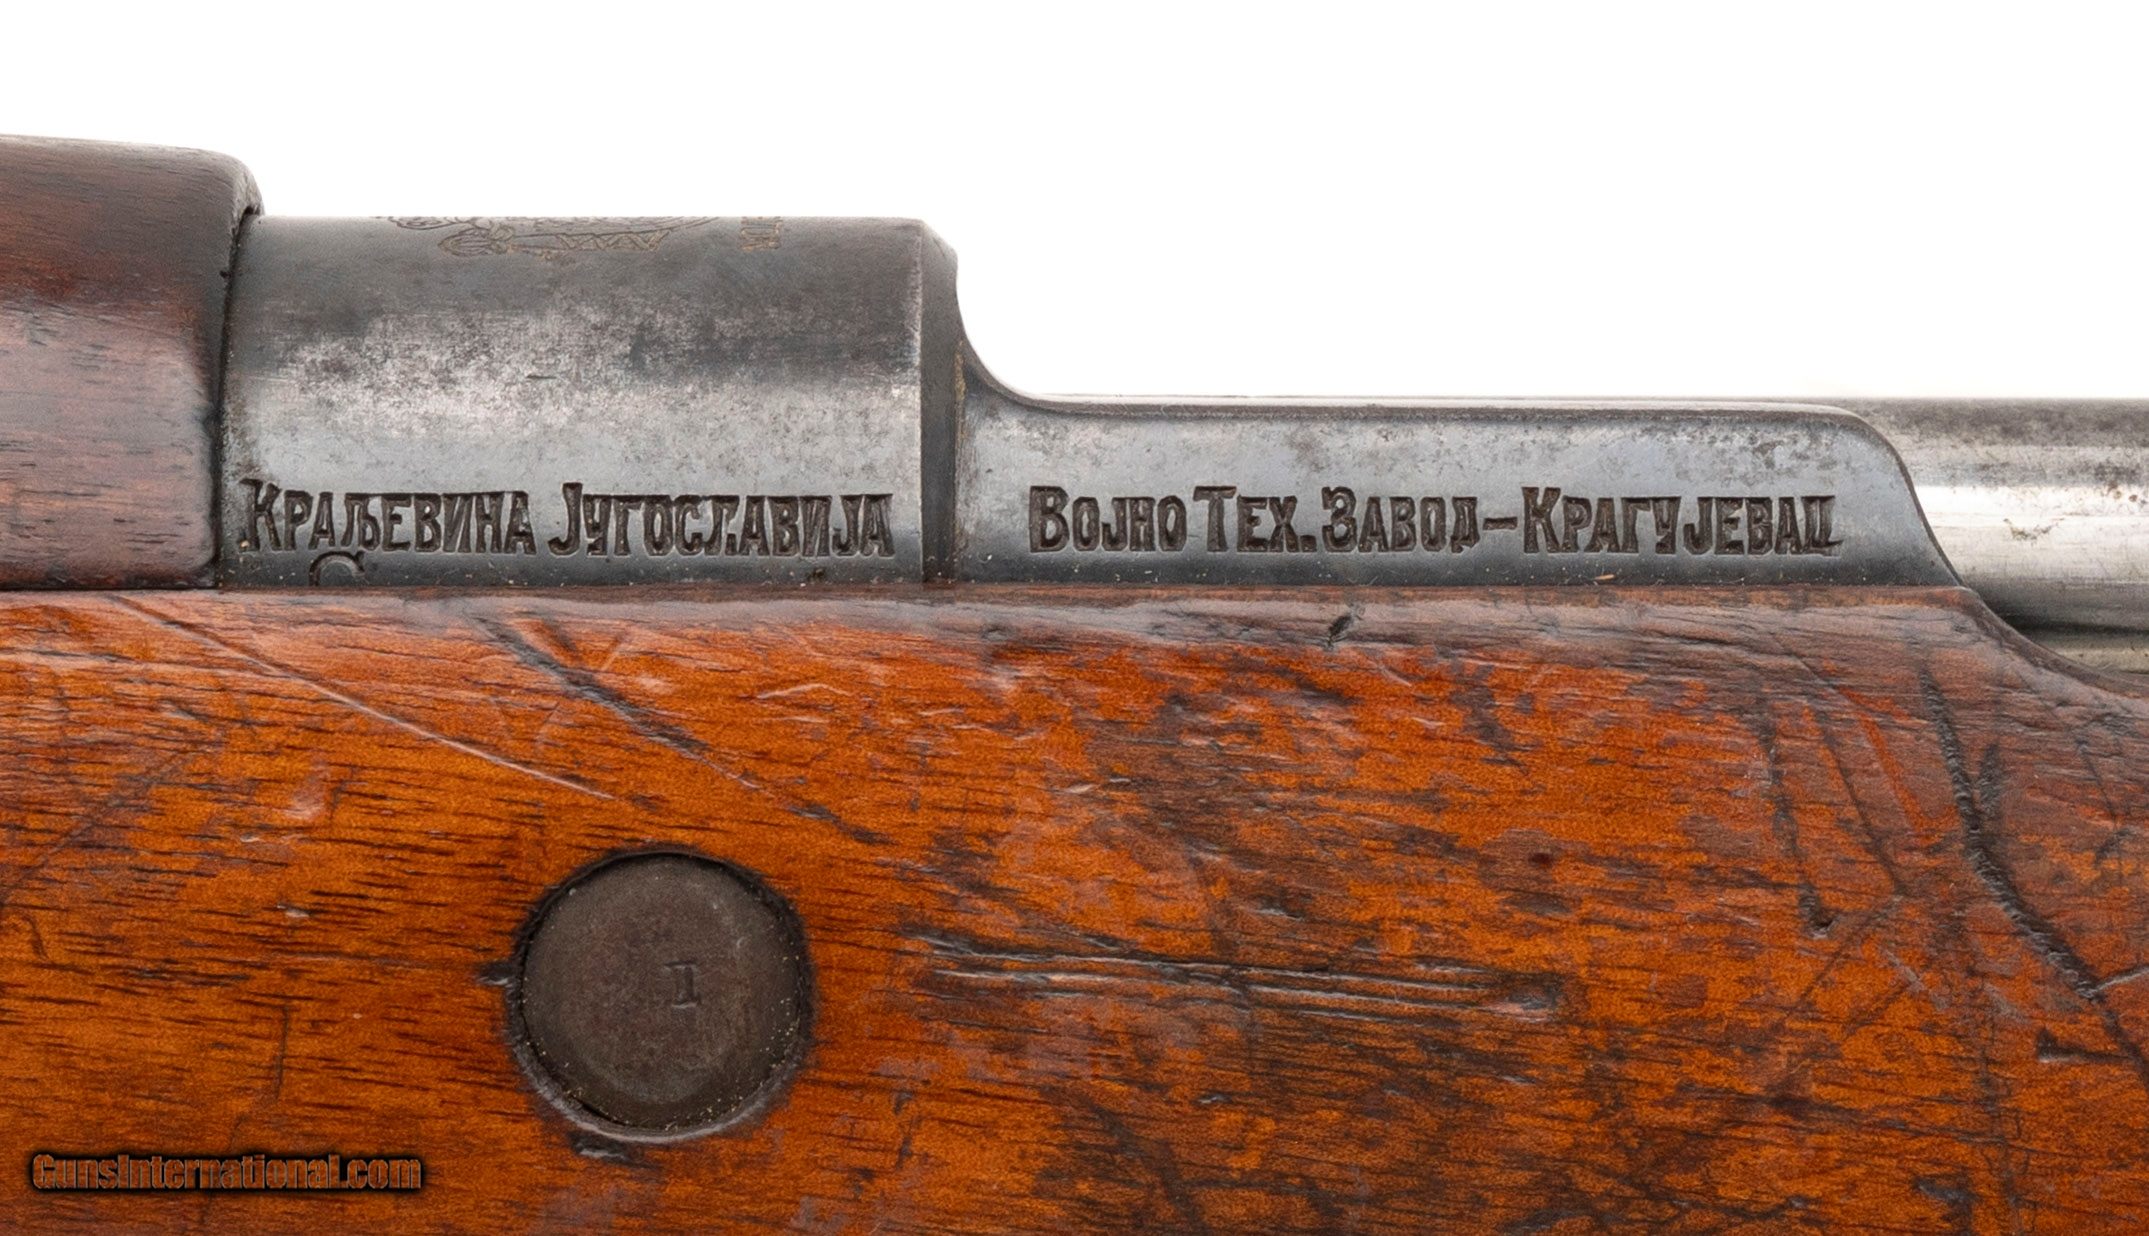 Краљевина Југославија
Војно Тех. Завод-Крагујевац
I
GunsInternational.com